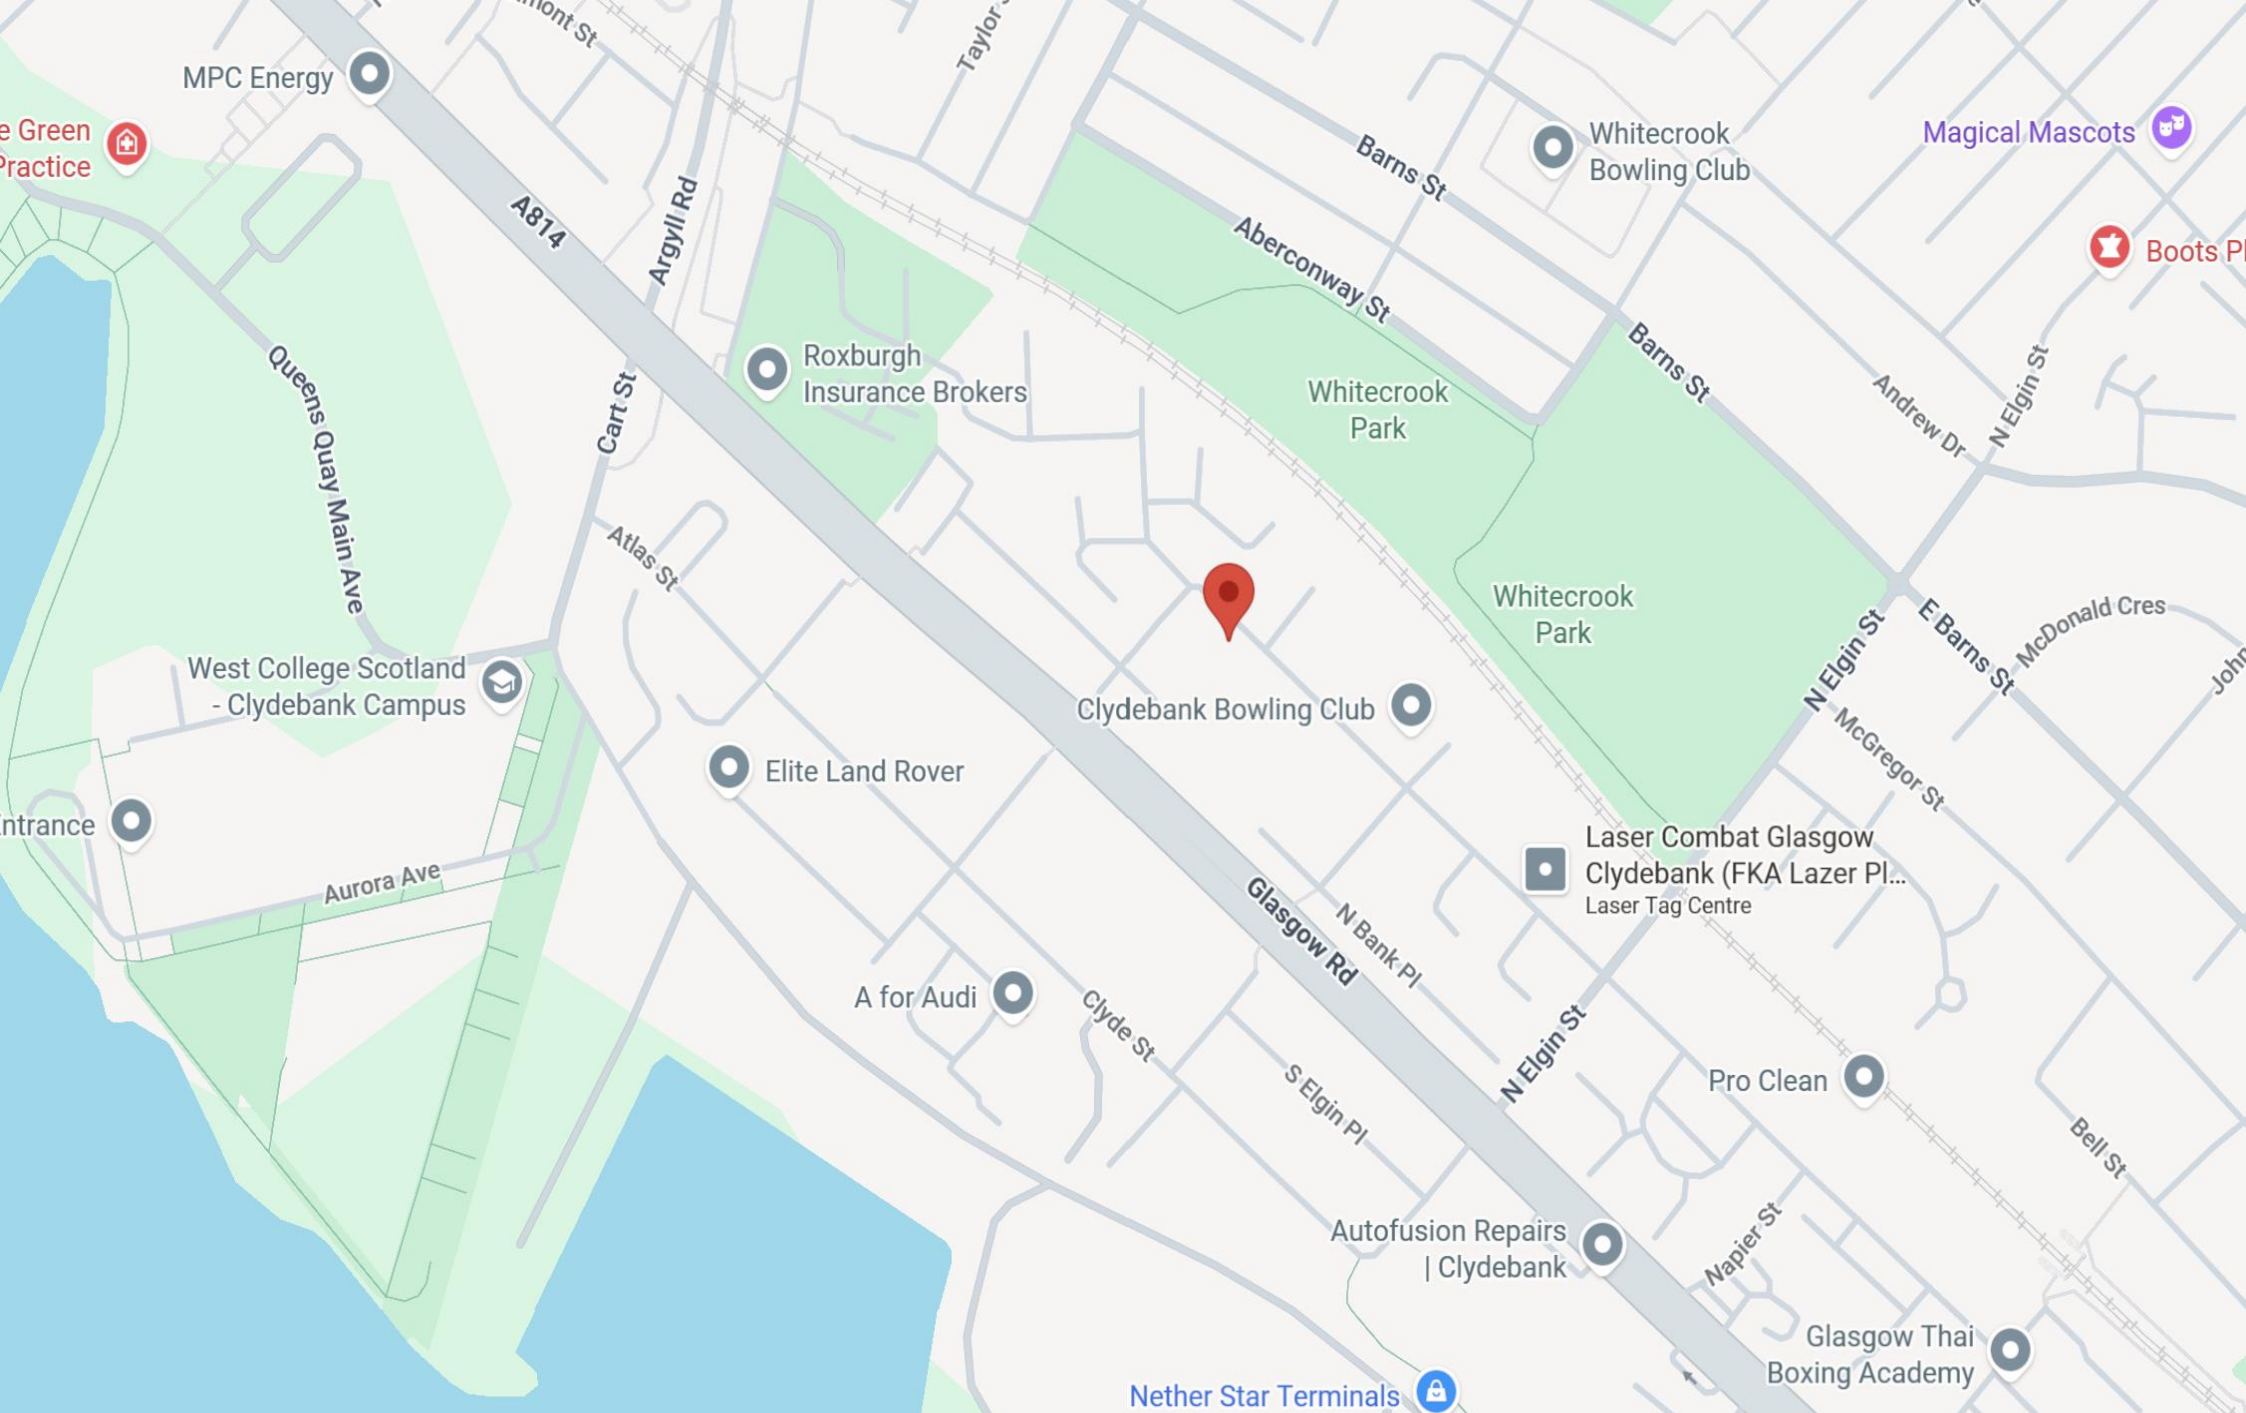 MPC Energy
e Green
Practice
A814
Argyll Rd
Taylor
Barns St
Whitecrook
Bowling Club
Magical Mascots
Boots
Aberconway St
Queens Quay Main Ave
Cart St
Roxburgh
Insurance Brokers
Whitecrook
Park
Barns St
Andrew Dr
N Elgin St
Atlas St
Whitecrook
Park
E Barns St
McDonald Cres
N Elgin St
John
West College Scotland
- Clydebank Campus
Clydebank Bowling Club
Elite Land Rover
McGregor St
Entrance
Aurora Ave
Laser Combat Glasgow
Clydebank (FKA Lazer Pl...
Laser Tag Centre
Glasgow Rd
N Bank Pl
A for Audi
Clyde St
N Elgin St
S Elgin Pl
Pro Clean
Bell St
Autofusion Repairs
| Clydebank
Napier St
Glasgow Thai
Boxing Academy
Nether Star Terminals